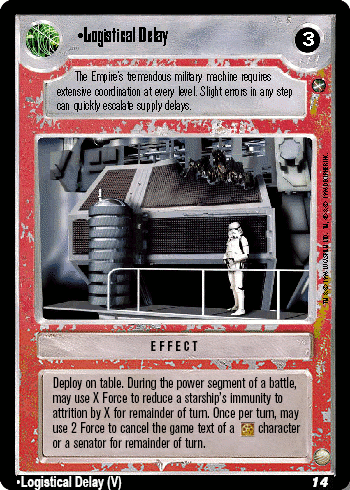 •Logistical Delay
3
The Empire's tremendous military machine requires
extensive coordination at every level. Slight errors in any step
can quickly escalate supply delays.
EFFECT
Deploy on table. During the power segment of a battle,
may use X Force to reduce a starship's immunity to
attrition by X for remainder of turn. Once per turn, may
use 2 Force to cancel the game text of a character
or a senator for remainder of turn.
•Logistical Delay (V)
14